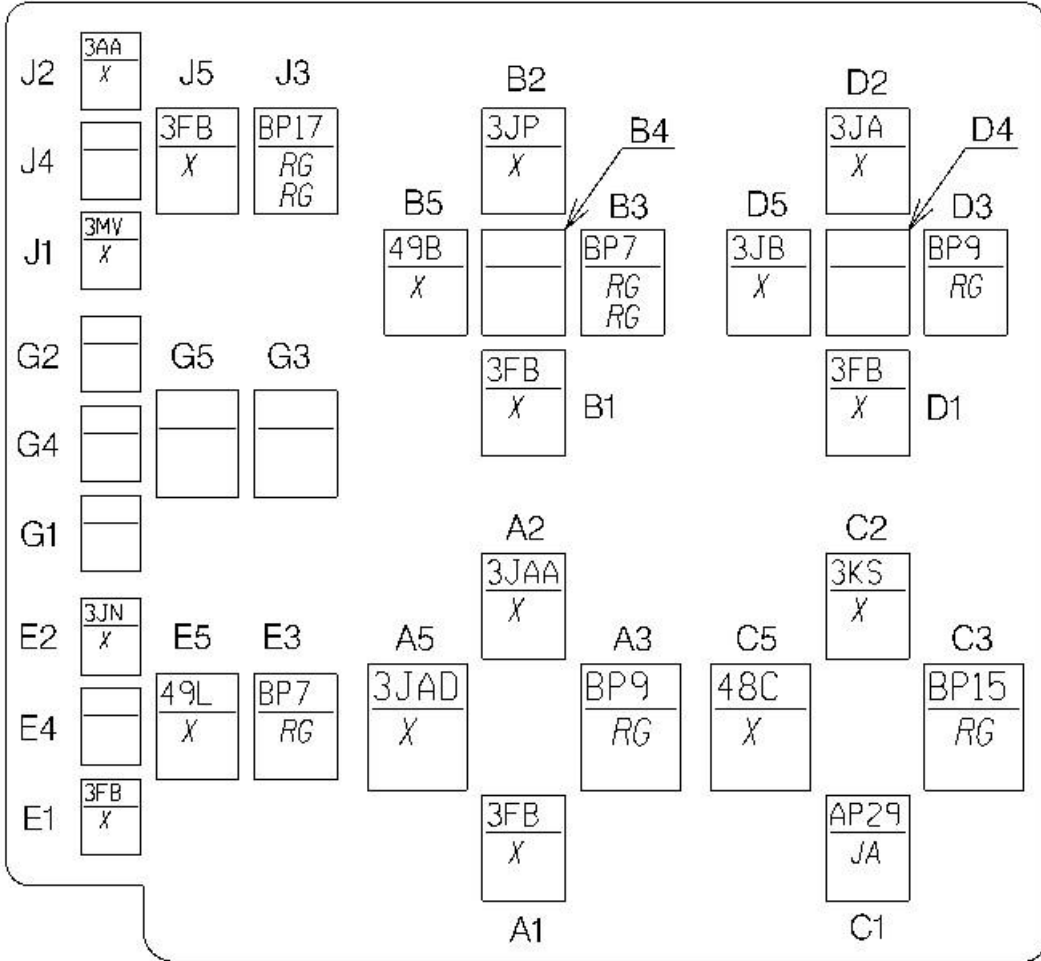 J2
3AA
X
J5
J3
B2
D2
J4
3FB
X
BP17
RG
RG
3JP
X
B4
3JA
X
D4
J1
3MV
X
B5
49B
X
B3
BP7
RG
RG
D5
3JB
X
D3
BP9
RG
G2
G5
G3
3FB
X
B1
3FB
X
D1
G4
G1
A2
3JAA
X
C2
3KS
X
E2
3JN
X
E5
E3
A5
A3
C5
C3
E4
49L
X
BP7
RG
3JAD
X
BP9
RG
48C
X
BP15
RG
E1
3FB
X
3FB
X
A1
AP29
JA
C1